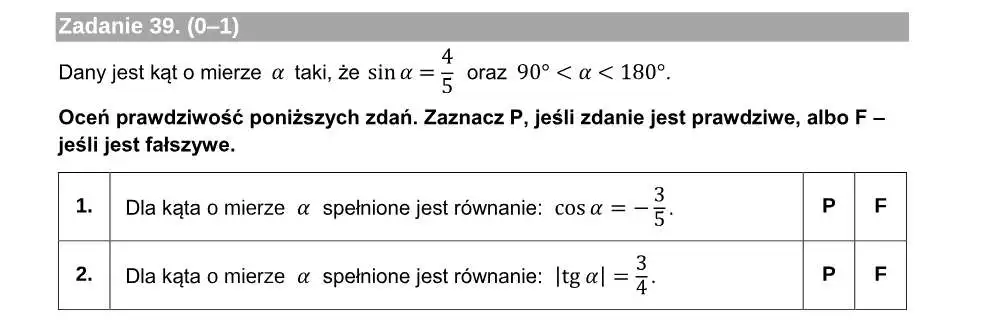 Zadanie 39. (0–1)
Dany jest kąt o mierze α taki, że sin α = 4/5 oraz 90° < α < 180°.
Oceń prawdziwość poniższych zdań. Zaznacz P, jeśli zdanie jest prawdziwe, albo F –
jeśli jest fałszywe.
1. Dla kąta o mierze α spełnione jest równanie: cos α = −3/5. P F
2. Dla kąta o mierze α spełnione jest równanie: |tg α| = 3/4. P F